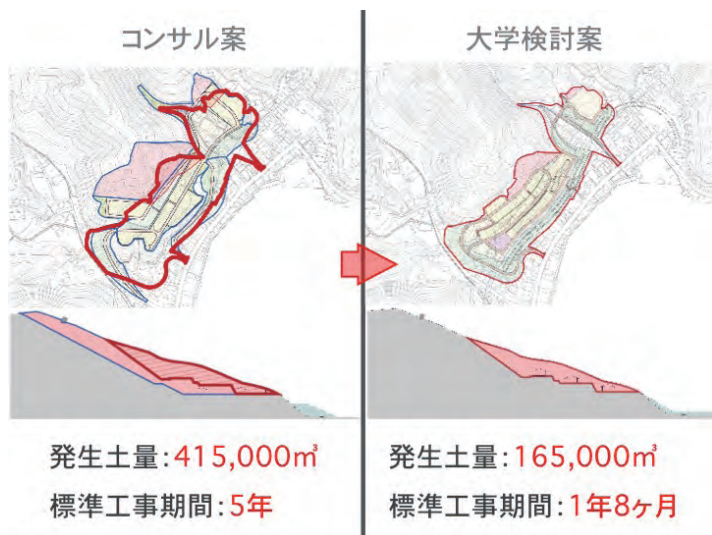 コンサル案
大学検討案
発生土量:415,000㎥
標準工事期間:5年
発生土量:165,000㎥
標準工事期間:1年8ヶ月